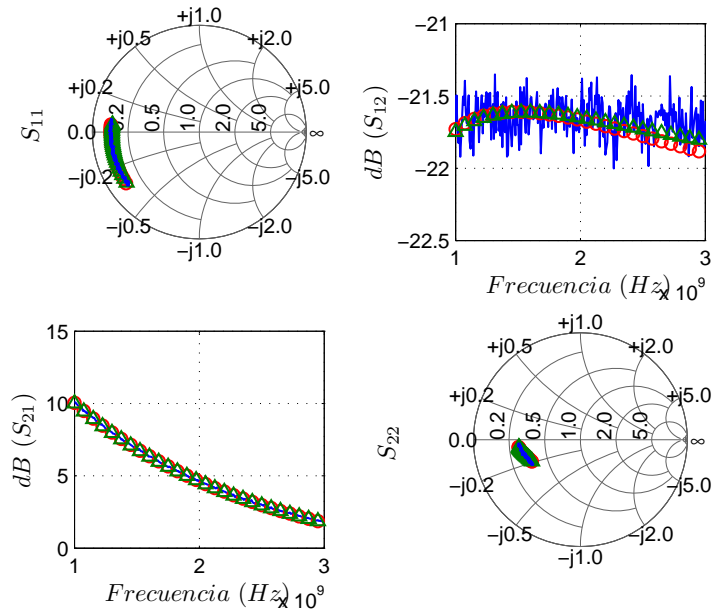 +j1.0
+j0.5
+j2.0
+j0.2
+j5.0
0.2
0.5
1.0
2.0
5.0
0.0
∞
−j0.2
−j5.0
−j0.5
−j2.0
−j1.0
S11
−21
−21.5
−22
−22.5
1
2
3
x 10^9
dB (S12)
Frecuencia (Hz)
15
10
5
0
1
2
3
x 10^9
dB (S21)
Frecuencia (Hz)
+j1.0
+j0.5
+j2.0
+j0.2
+j5.0
0.2
0.5
1.0
2.0
5.0
0.0
∞
−j0.2
−j5.0
−j0.5
−j2.0
−j1.0
S22